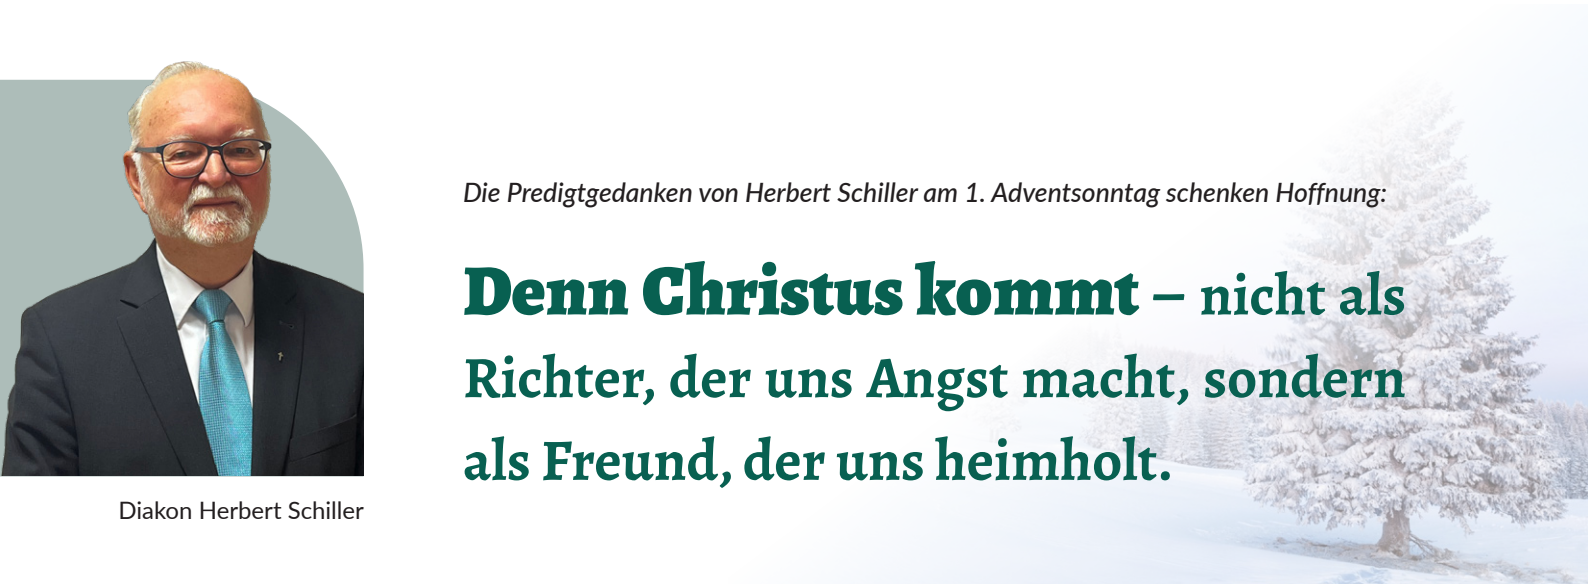 Die Predigtgedanken von Herbert Schiller am 1. Adventsonntag schenken Hoffnung:
Denn Christus kommt – nicht als
Richter, der uns Angst macht, sondern
als Freund, der uns heimholt.
Diakon Herbert Schiller